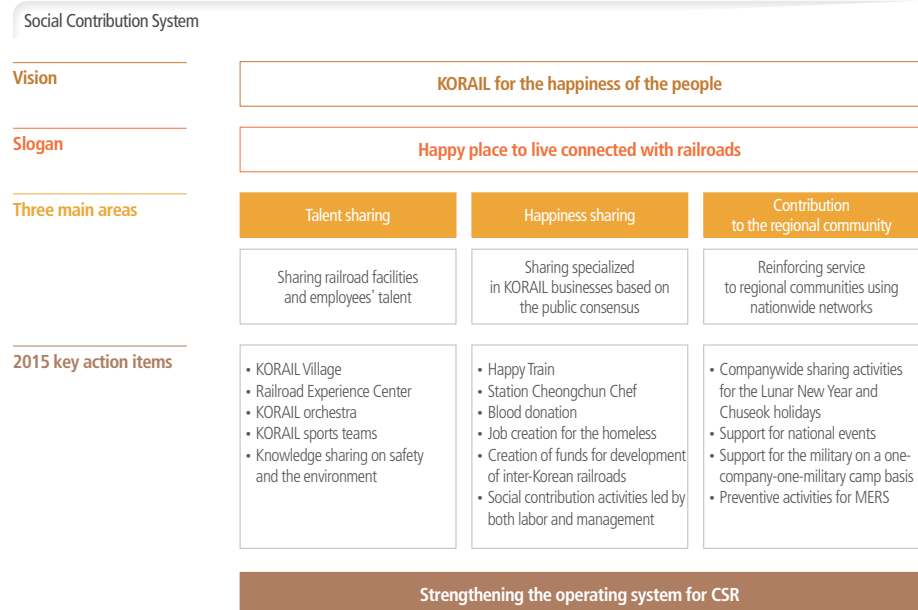 Social Contribution System
Vision
KORAIL for the happiness of the people
Slogan
Happy place to live connected with railroads
Three main areas
Talent sharing
Happiness sharing
Contribution
to the regional community
Sharing railroad facilities
and employees' talent
Sharing specialized
in KORAIL businesses based on
the public consensus
Reinforcing service
to regional communities using
nationwide networks
2015 key action items
• KORAIL Village
• Railroad Experience Center
• KORAIL orchestra
• KORAIL sports teams
• Knowledge sharing on safety
and the environment
• Happy Train
• Station Cheongchun Chef
• Blood donation
• Job creation for the homeless
• Creation of funds for development
of inter-Korean railroads
• Social contribution activities led by
both labor and management
• Companywide sharing activities
for the Lunar New Year and
Chuseok holidays
• Support for national events
• Support for the military on a one-
company-one-military camp basis
• Preventive activities for MERS
Strengthening the operating system for CSR